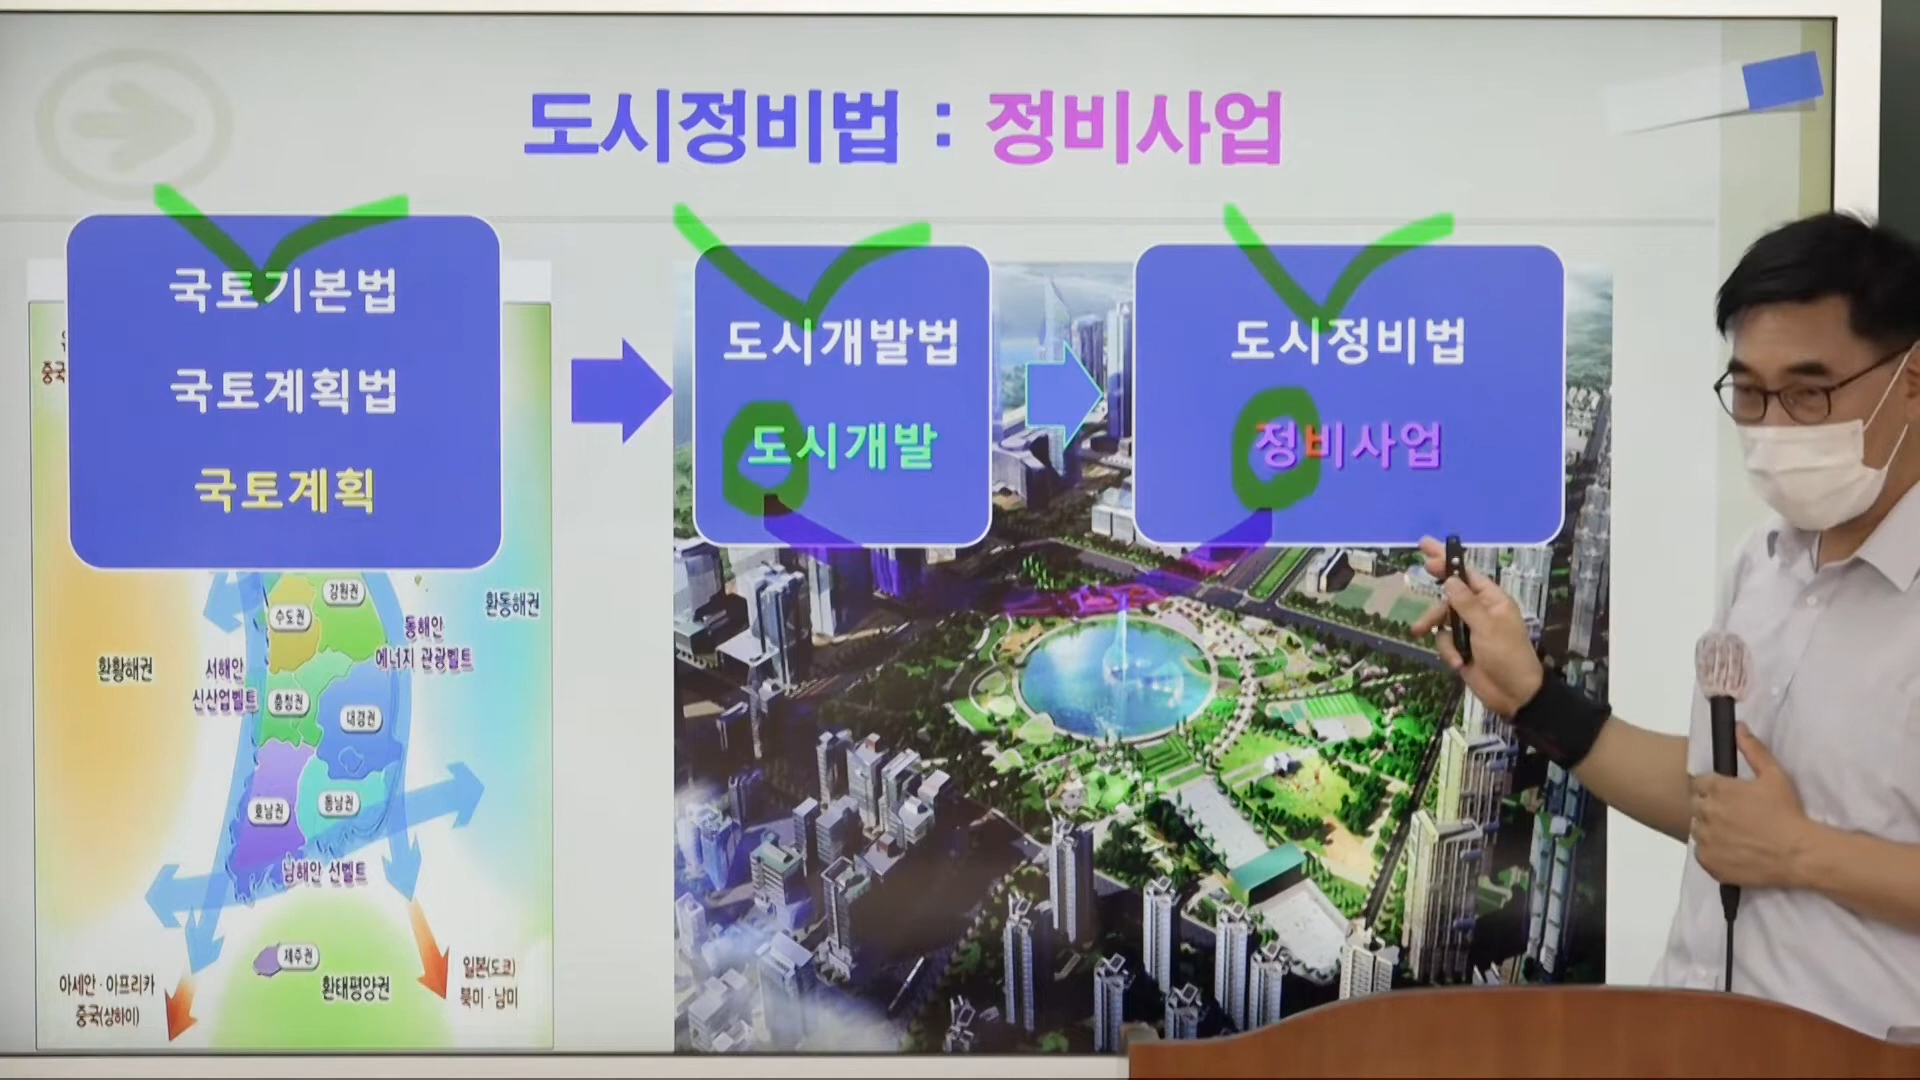 도시정비법 : 정비사업
국토기본법
국토계획법
국토계획
도시개발법
도시개발
도시정비법
정비사업
중국
강원권
수도권
환동해권
동해안
에너지 관광벨트
환황해권
서해안
신산업벨트
충청권
대경권
호남권
동남권
남해안 선벨트
제주권
환태평양권
아세안·아프리카
중국(상하이)
일본(도쿄)
북미·남미